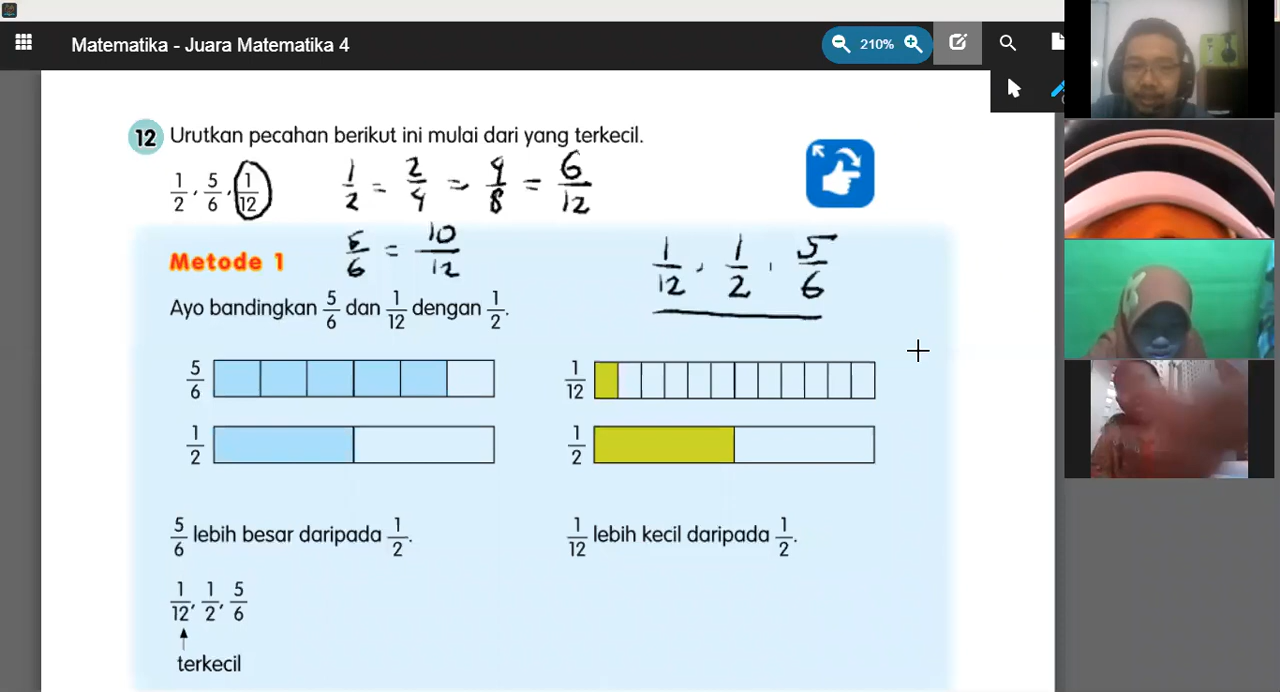 Matematika - Juara Matematika 4
210%
12 Urutkan pecahan berikut ini mulai dari yang terkecil.
1/2, 5/6, 1/12
1/2 = 2/4 = 4/8 = 6/12
5/6 = 10/12
1/12, 1/2, 5/6
Metode 1
Ayo bandingkan 5/6 dan 1/12 dengan 1/2.
5/6
1/12
1/2
1/2
5/6 lebih besar daripada 1/2.
1/12 lebih kecil daripada 1/2.
1/12, 1/2, 5/6
terkecil